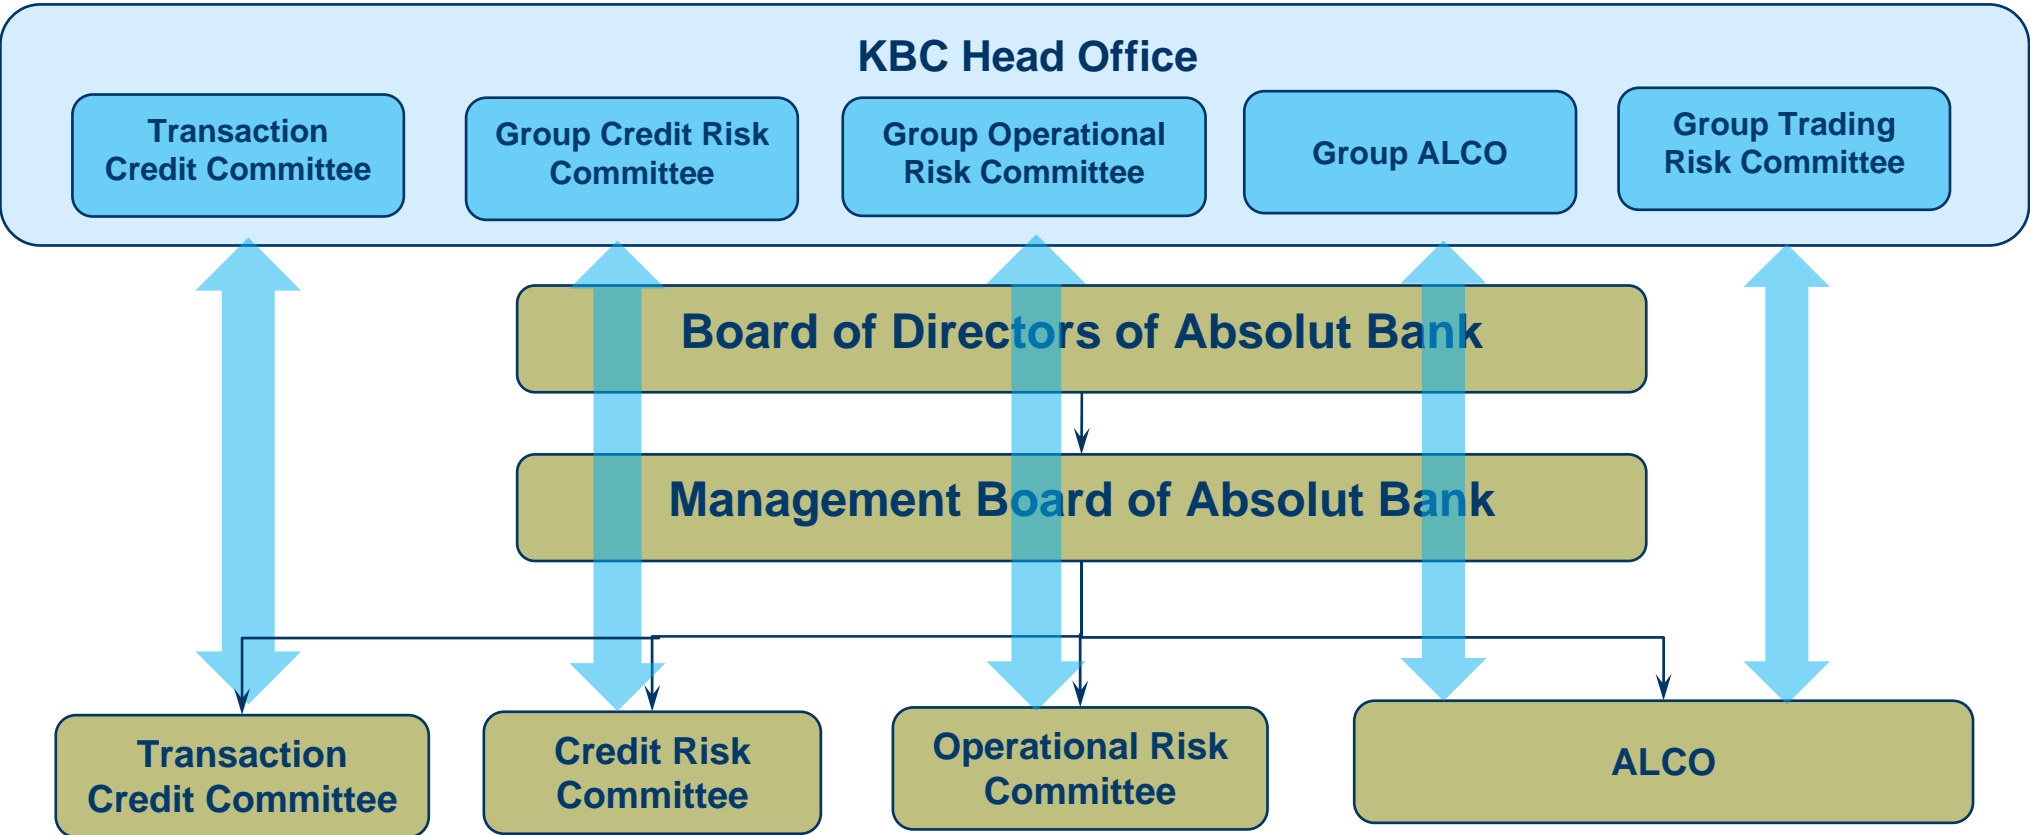 KBC Head Office
Transaction
Credit Committee
Group Credit Risk
Committee
Group Operational
Risk Committee
Group ALCO
Group Trading
Risk Committee
Board of Directors of Absolut Bank
Management Board of Absolut Bank
Transaction
Credit Committee
Credit Risk
Committee
Operational Risk
Committee
ALCO